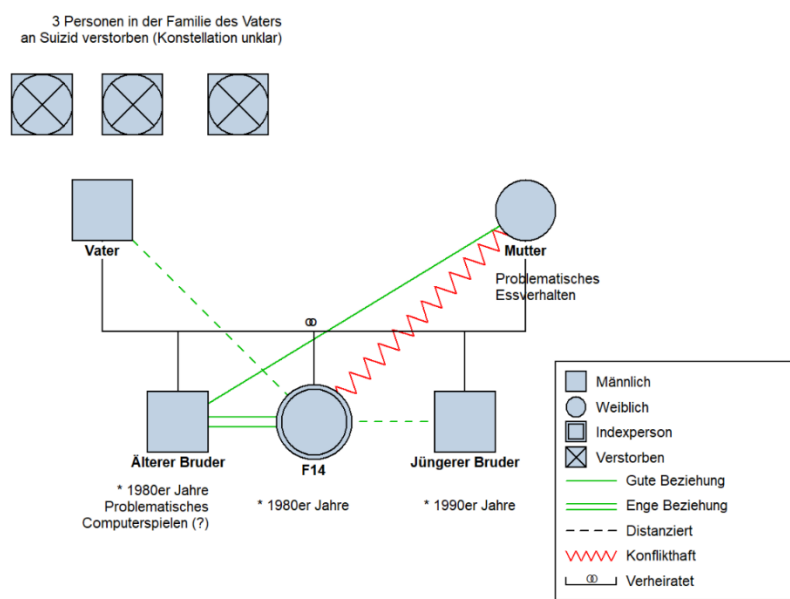 3 Personen in der Familie des Vaters
an Suizid verstorben (Konstellation unklar)
Vater
Mutter
Problematisches
Essverhalten
Älterer Bruder
* 1980er Jahre
Problematisches
Computerspielen (?)
F14
* 1980er Jahre
Jüngerer Bruder
* 1990er Jahre
Männlich
Weiblich
Indexperson
Verstorben
Gute Beziehung
Enge Beziehung
Distanziert
Konflikthaft
Verheiratet